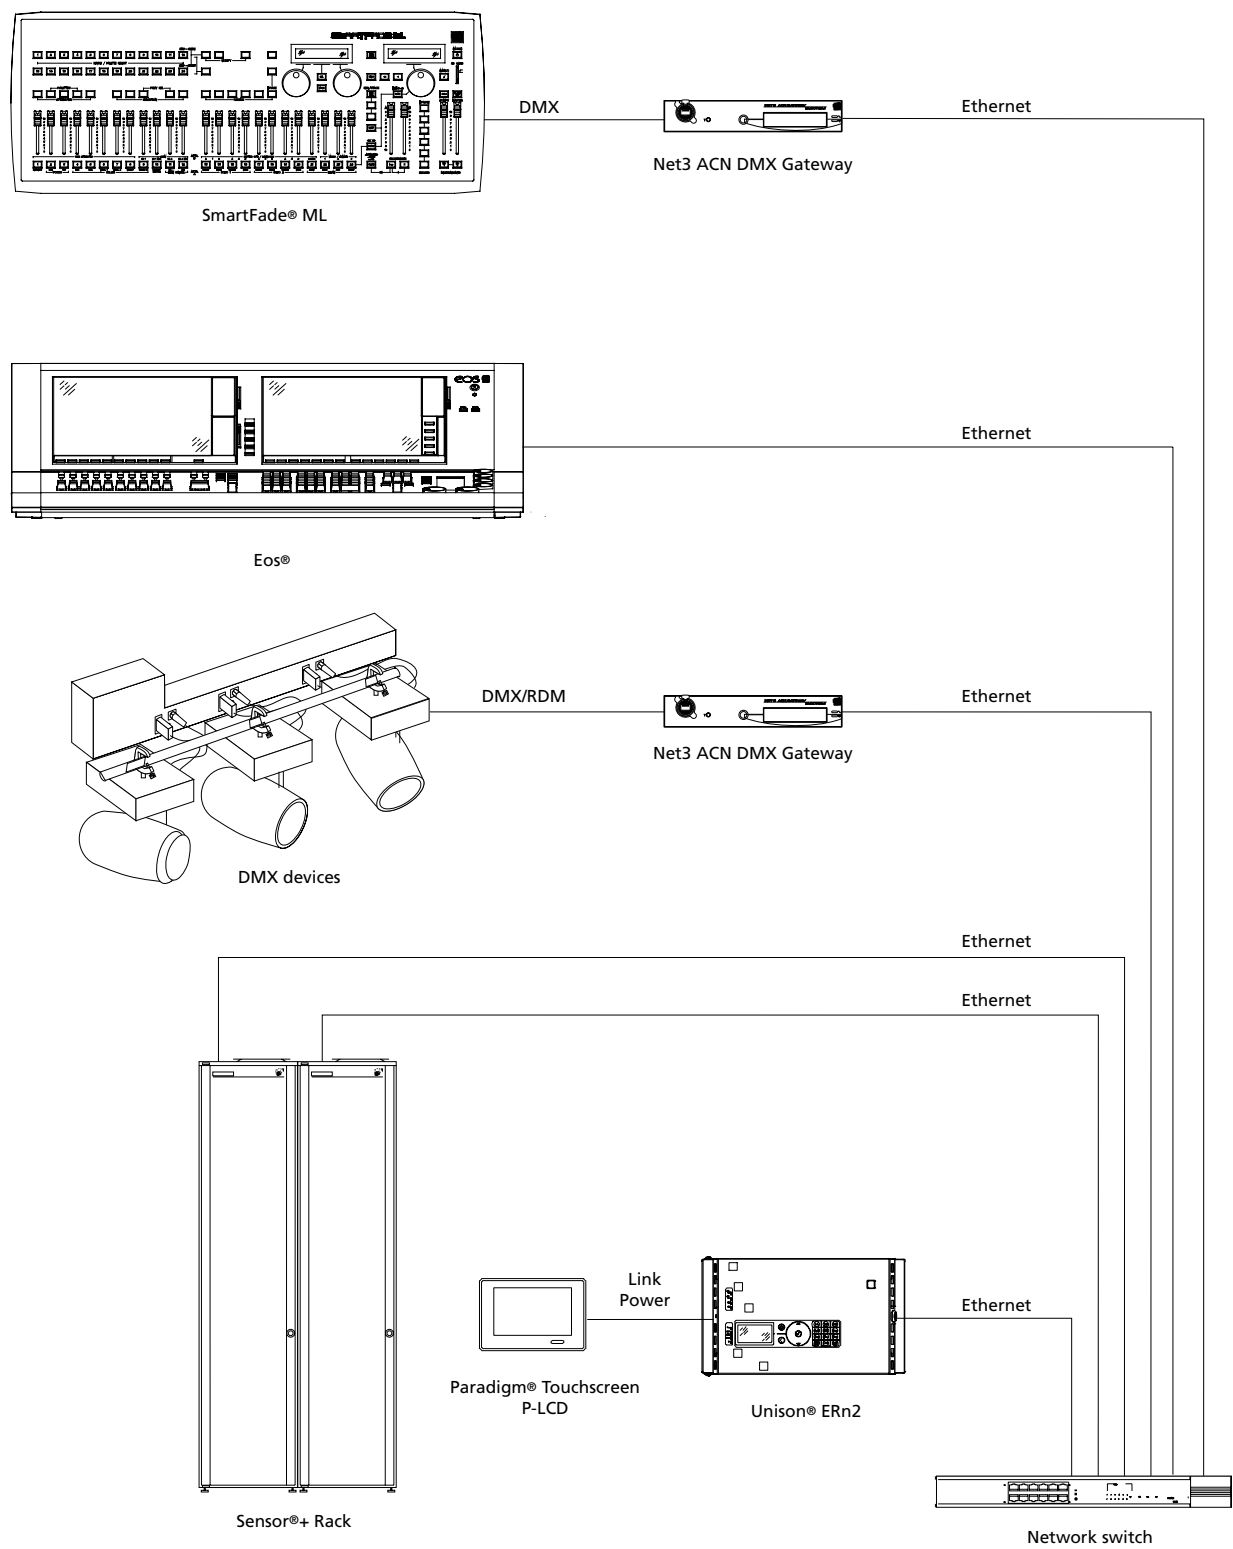 DMX
Ethernet
Net3 ACN DMX Gateway
SmartFade® ML
eos
Ethernet
Eos®
DMX/RDM
Ethernet
Net3 ACN DMX Gateway
DMX devices
Ethernet
Ethernet
Link
Power
Ethernet
Paradigm® Touchscreen
P-LCD
Unison® ERn2
Sensor®+ Rack
Network switch